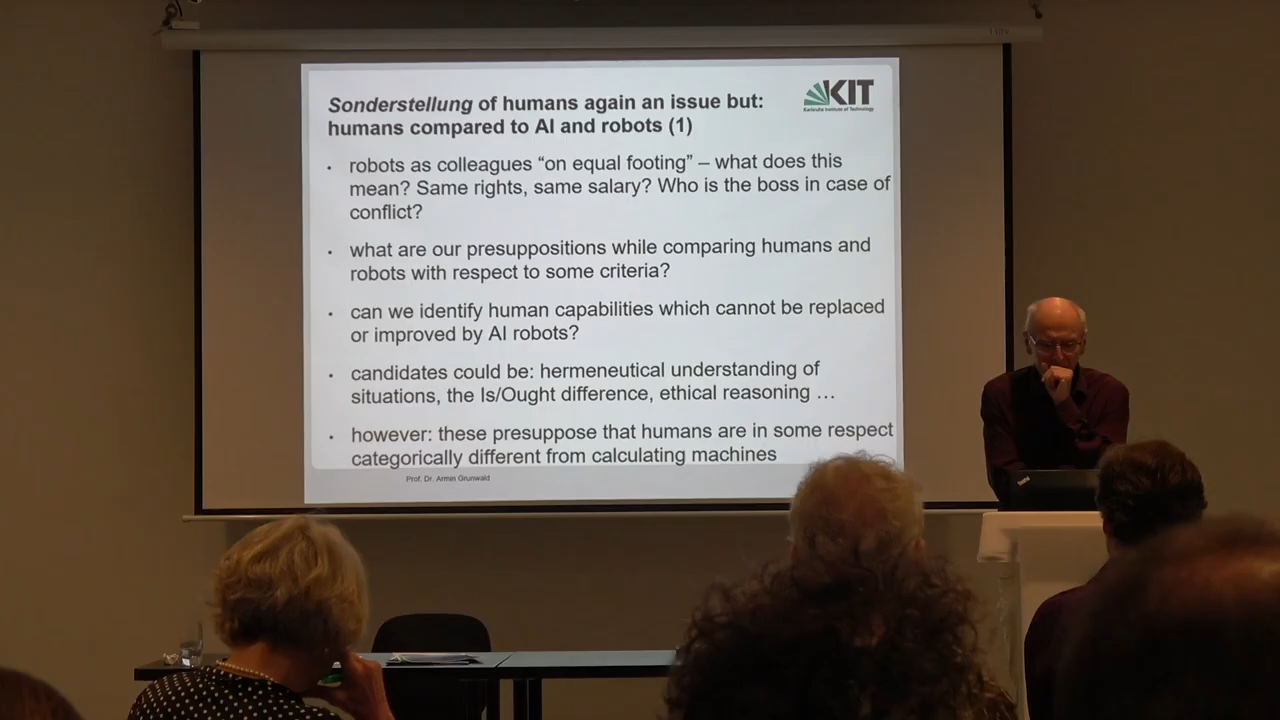 Sonderstellung of humans again an issue but:
humans compared to AI and robots (1)
KIT
Karlsruhe Institute of Technology
• robots as colleagues “on equal footing” – what does this
mean? Same rights, same salary? Who is the boss in case of
conflict?
• what are our presuppositions while comparing humans and
robots with respect to some criteria?
• can we identify human capabilities which cannot be replaced
or improved by AI robots?
• candidates could be: hermeneutical understanding of
situations, the Is/Ought difference, ethical reasoning …
• however: these presuppose that humans are in some respect
categorically different from calculating machines
Prof. Dr. Armin Grunwald